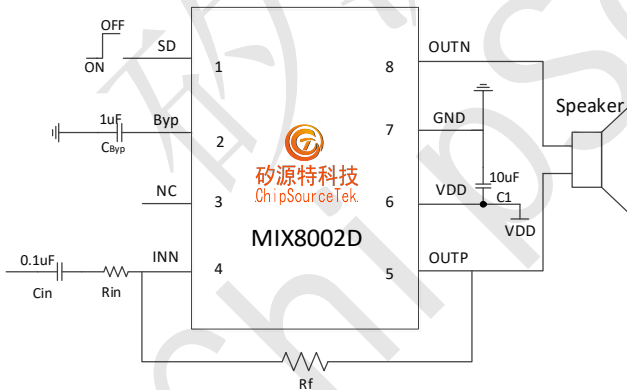 OFF
SD
ON
1
1uF
Byp
CByp
2
NC
3
0.1uF
INN
4
Cin
Rin
Rf
矽源特科技
ChipSourceTek.
MIX8002D
8
OUTN
7
GND
6
VDD
10uF
C1
VDD
5
OUTP
Speaker